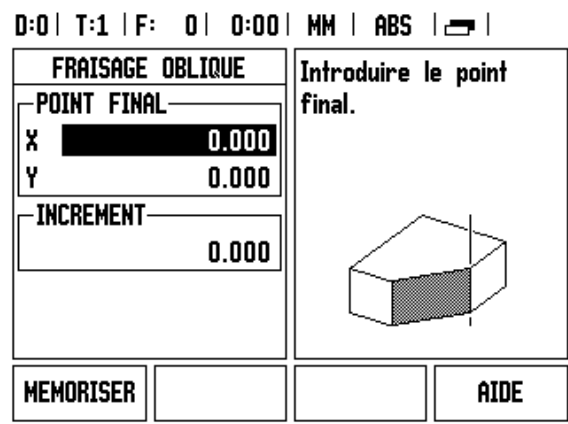 D:0 | T:1 | F: 0 | 0:00 | MM | ABS |
FRAISAGE OBLIQUE
POINT FINAL
X 0.000
Y 0.000
INCREMENT
0.000
Introduire le point
final.
MEMORISER
AIDE